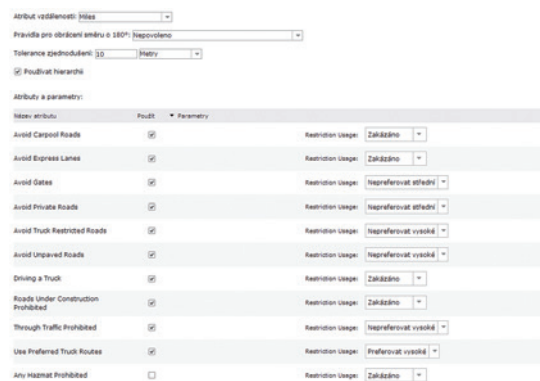 Atribut vzdálenosti: Miles
Pravidla pro obrácení směru o 180°: Nepovoleno
Tolerance zjednodušení: 10 Metry
Používat hierarchii
Atributy a parametry:
Název atributu Použít Parametry
Avoid Carpool Roads Restriction Usage: Zakázáno
Avoid Express Lanes Restriction Usage: Zakázáno
Avoid Gates Restriction Usage: Nepreferovat střední
Avoid Private Roads Restriction Usage: Nepreferovat střední
Avoid Truck Restricted Roads Restriction Usage: Nepreferovat vysoké
Avoid Unpaved Roads Restriction Usage: Nepreferovat vysoké
Driving a Truck Restriction Usage: Zakázáno
Roads Under Construction Prohibited Restriction Usage: Zakázáno
Through Traffic Prohibited Restriction Usage: Nepreferovat vysoké
Use Preferred Truck Routes Restriction Usage: Preferovat vysoké
Any Hazmat Prohibited Restriction Usage: Zakázáno